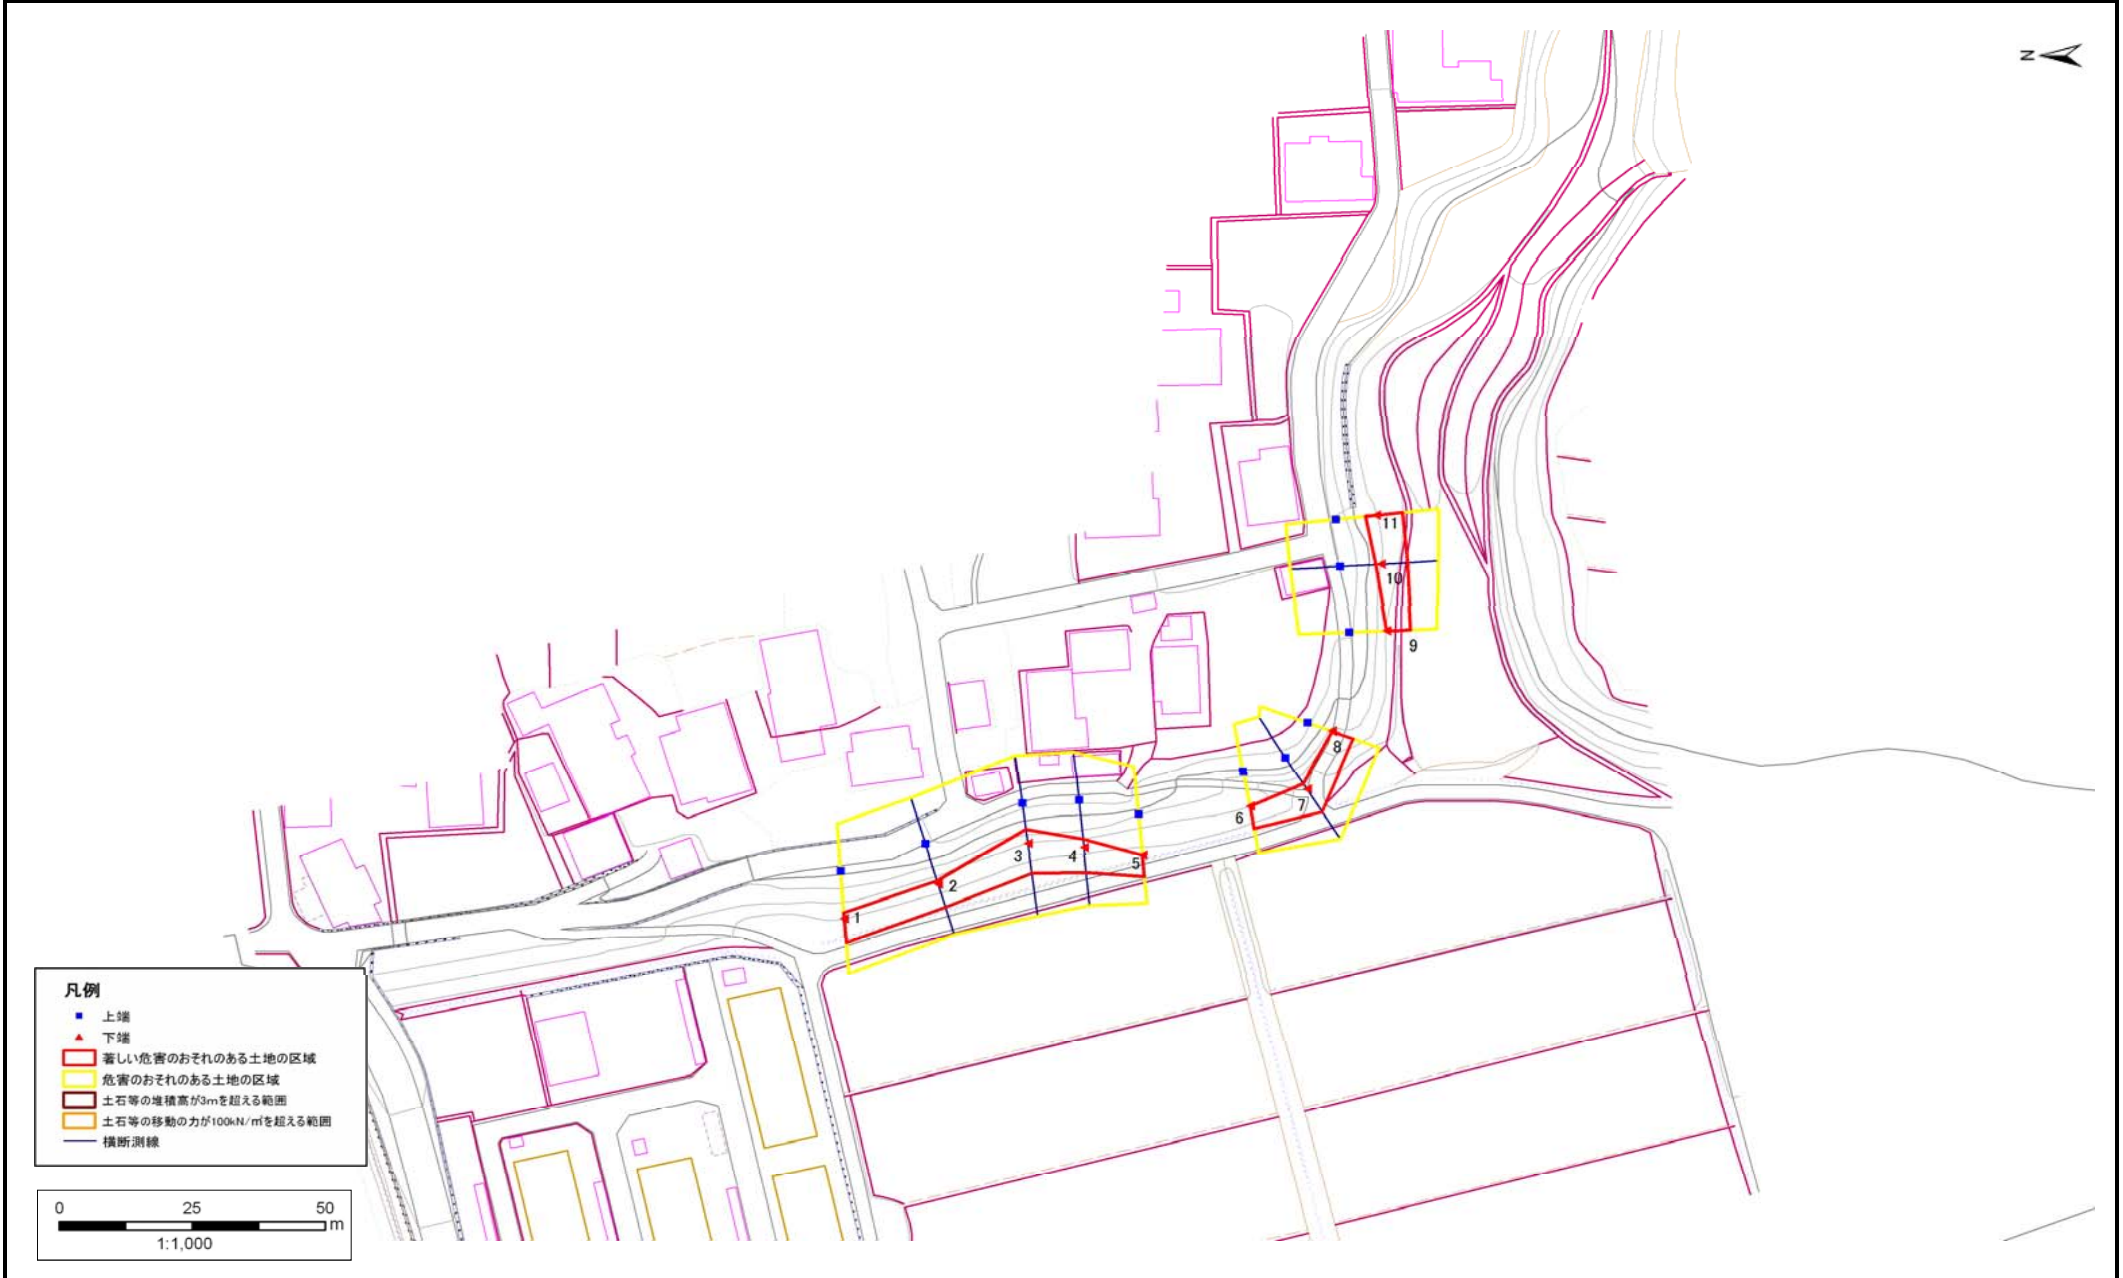 N
11
10
9
8
7
6
5
4
3
2
1
凡例
上端
下端
著しい危害のおそれのある土地の区域
危害のおそれのある土地の区域
土石等の堆積高が3mを超える範囲
土石等の移動の力が100kN/㎡を超える範囲
横断測線
0 25 50
m
1:1,000